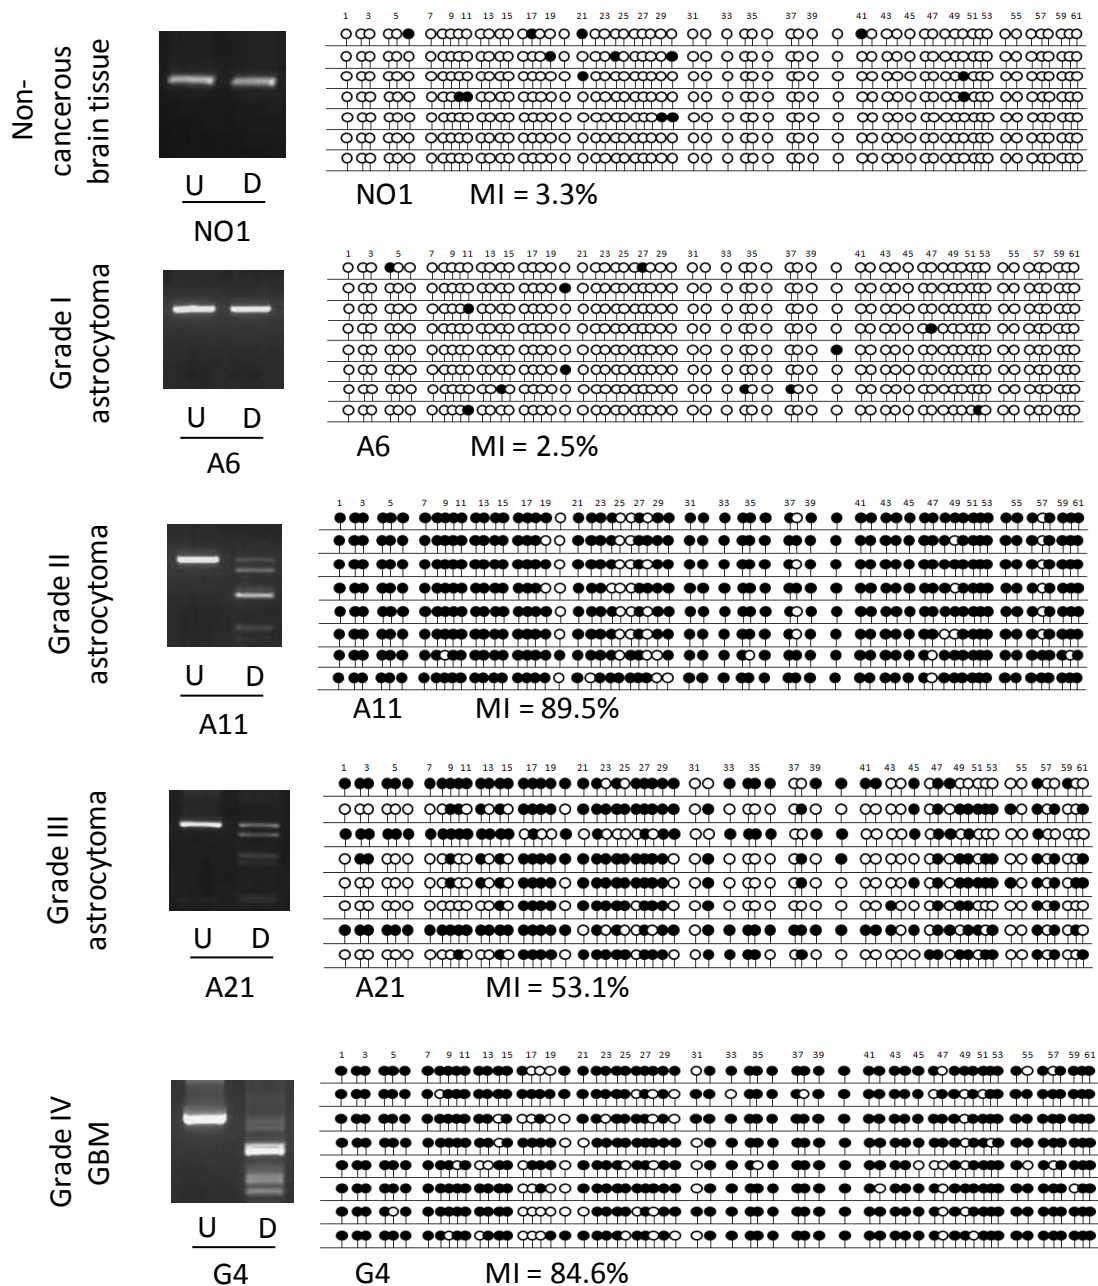 Non-
cancerous
brain tissue
U D
NO1
1 3 5 7 9 11 13 15 17 19 21 23 25 27 29 31 33 35 37 39 41 43 45 47 49 51 53 55 57 59 61
NO1 MI = 3.3%
Grade I
astrocytoma
U D
A6
1 3 5 7 9 11 13 15 17 19 21 23 25 27 29 31 33 35 37 39 41 43 45 47 49 51 53 55 57 59 61
A6 MI = 2.5%
Grade II
astrocytoma
U D
A11
1 3 5 7 9 11 13 15 17 19 21 23 25 27 29 31 33 35 37 39 41 43 45 47 49 51 53 55 57 59 61
A11 MI = 89.5%
Grade III
astrocytoma
U D
A21
1 3 5 7 9 11 13 15 17 19 21 23 25 27 29 31 33 35 37 39 41 43 45 47 49 51 53 55 57 59 61
A21 MI = 53.1%
Grade IV
GBM
U D
G4
1 3 5 7 9 11 13 15 17 19 21 23 25 27 29 31 33 35 37 39 41 43 45 47 49 51 53 55 57 59 61
G4 MI = 84.6%